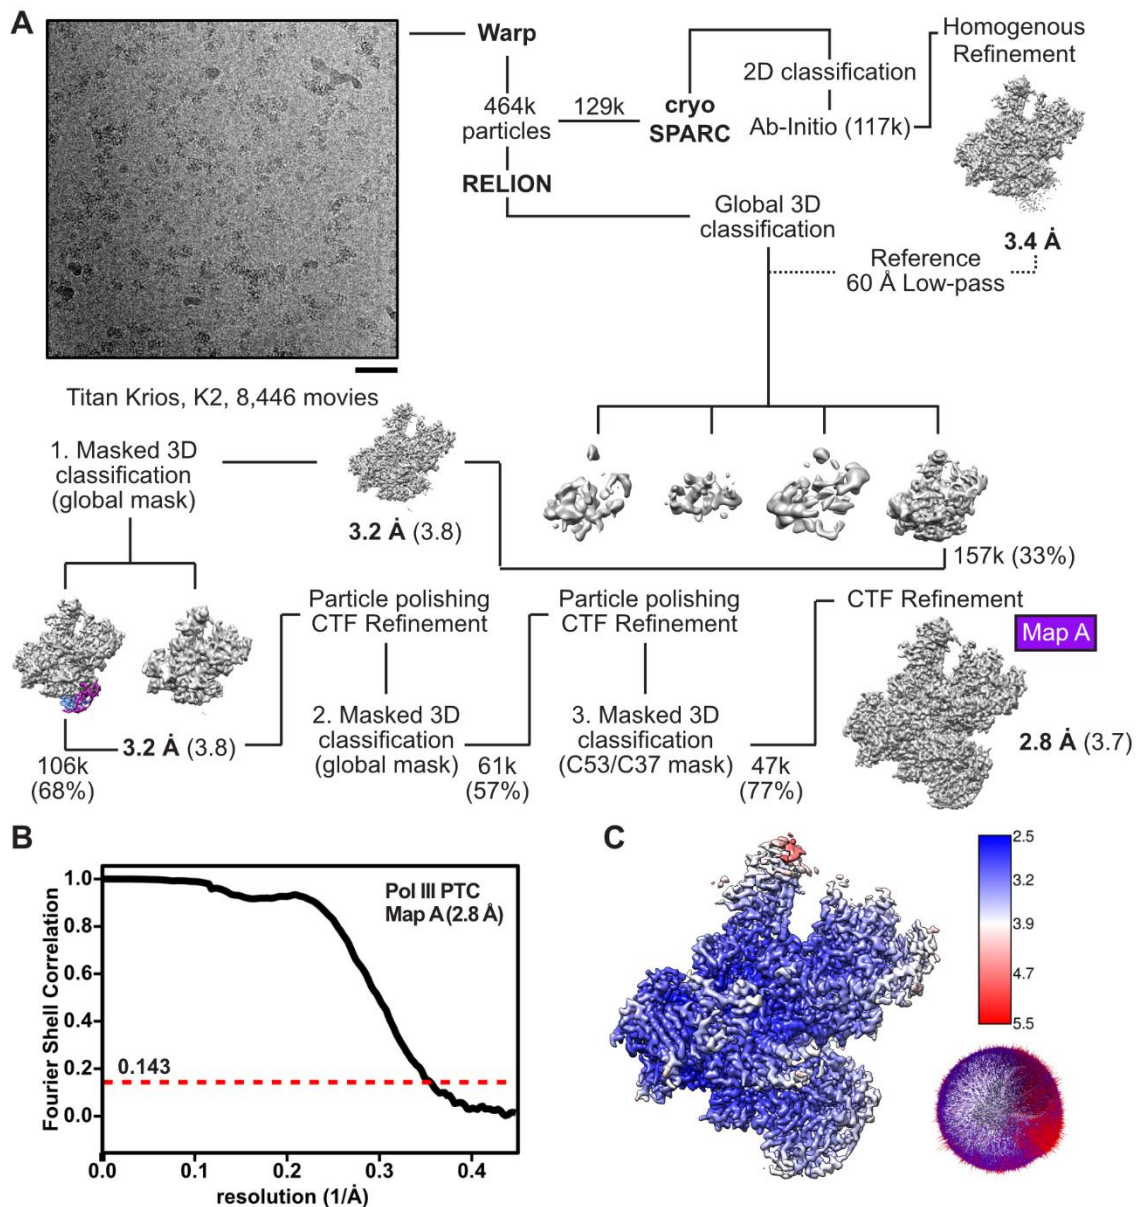 A
Warp
464k
particles
129k
cryo
SPARC
2D classification
Ab-Initio (117k)
Homogenous
Refinement
3.4 Å
RELION
Global 3D
classification
Reference
60 Å Low-pass
Titan Krios, K2, 8,446 movies
1. Masked 3D
classification
(global mask)
3.2 Å (3.8)
157k (33%)
106k
(68%)
3.2 Å (3.8)
Particle polishing
CTF Refinement
2. Masked 3D
classification
(global mask)
61k
(57%)
Particle polishing
CTF Refinement
3. Masked 3D
classification
(C53/C37 mask)
47k
(77%)
CTF Refinement
Map A
2.8 Å (3.7)
B
Fourier Shell Correlation
1.0
0.8
0.6
0.4
0.2
0.0
0.143
Pol III PTC
Map A (2.8 Å)
0.0 0.1 0.2 0.3 0.4
resolution (1/Å)
C
2.5
3.2
3.9
4.7
5.5